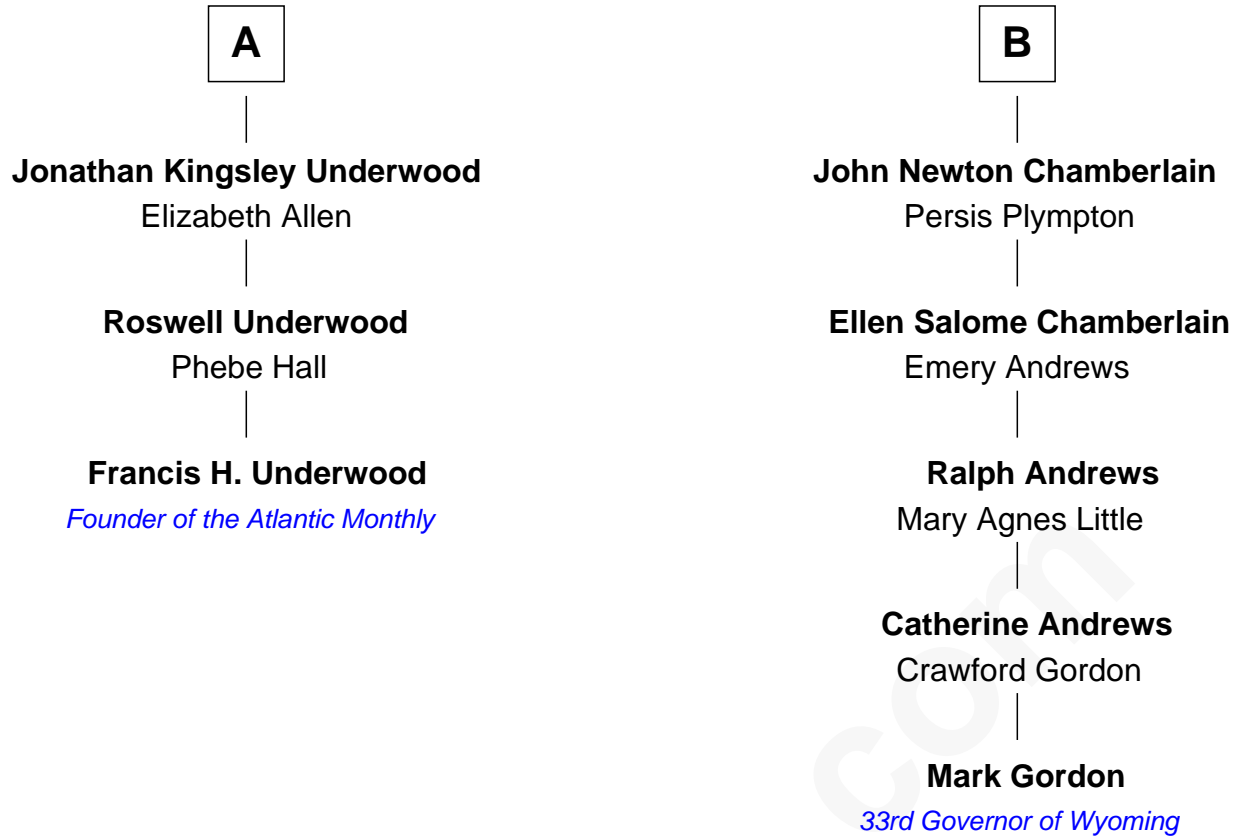 A
Jonathan Kingsley Underwood
Elizabeth Allen
Roswell Underwood
Phebe Hall
Francis H. Underwood
Founder of the Atlantic Monthly
B
John Newton Chamberlain
Persis Plympton
Ellen Salome Chamberlain
Emery Andrews
Ralph Andrews
Mary Agnes Little
Catherine Andrews
Crawford Gordon
Mark Gordon
33rd Governor of Wyoming
com